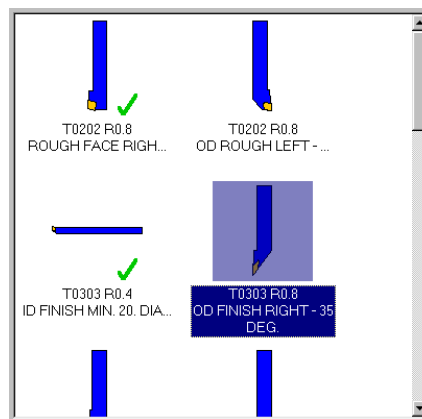 T0202 R0.8
ROUGH FACE RIGH...
T0202 R0.8
OD ROUGH LEFT - ...
T0303 R0.4
ID FINISH MIN. 20. DIA...
T0303 R0.8
OD FINISH RIGHT - 35
DEG.